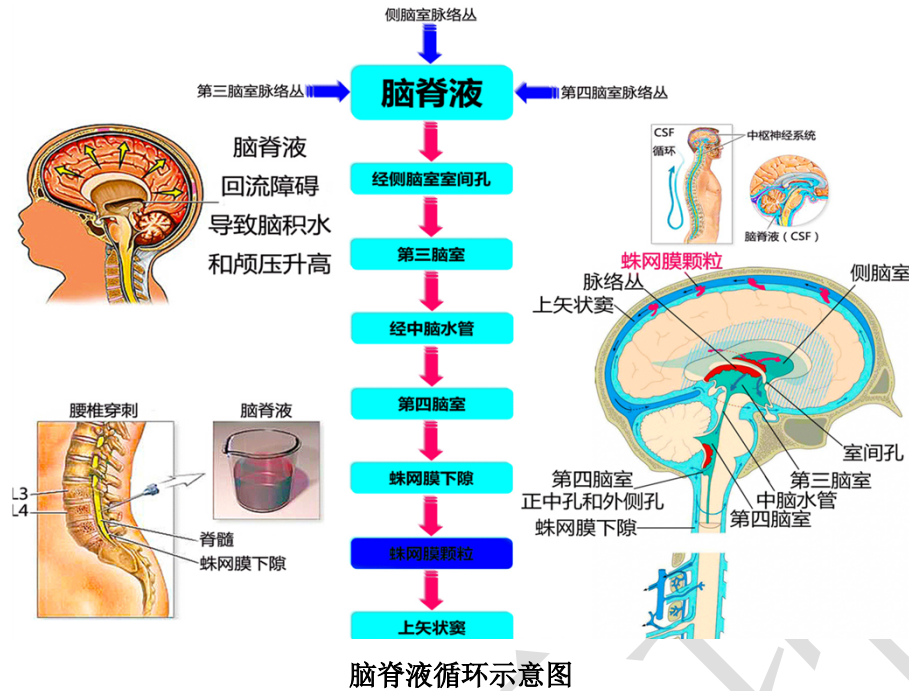 侧脑室脉络丛
第三脑室脉络丛
脑脊液
第四脑室脉络丛
脑脊液
回流障碍
导致脑积水
和颅压升高
经侧脑室室间孔
第三脑室
经中脑水管
第四脑室
蛛网膜下隙
蛛网膜颗粒
上矢状窦
CSF
循环
中枢神经系统
脑脊液（CSF）
蛛网膜颗粒
脉络丛
上矢状窦
侧脑室
室间孔
第三脑室
中脑水管
第四脑室
第四脑室
正中孔和外侧孔
蛛网膜下隙
腰椎穿刺
脑脊液
L3
L4
脊髓
蛛网膜下隙
脑脊液循环示意图